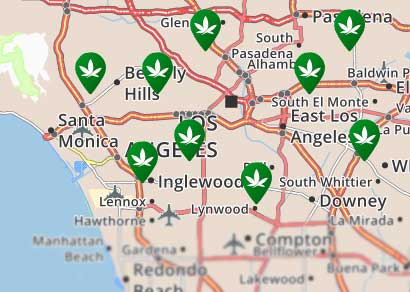 Glen
Pasadena
South
Pasadena
Alhamb
Baldwin P
Beverly
Hills
El
South El Monte
LOS
ANGELES
East Los
Angeles
La Pu
Santa
Monica
Inglewood
South Whittier
Lennox
Lynwood
Downey
Hawthorne
La Mirada
Manhattan
Beach
Gardena
Compton
Bellflower
Buena Park
Redondo
Beach
Lakewood